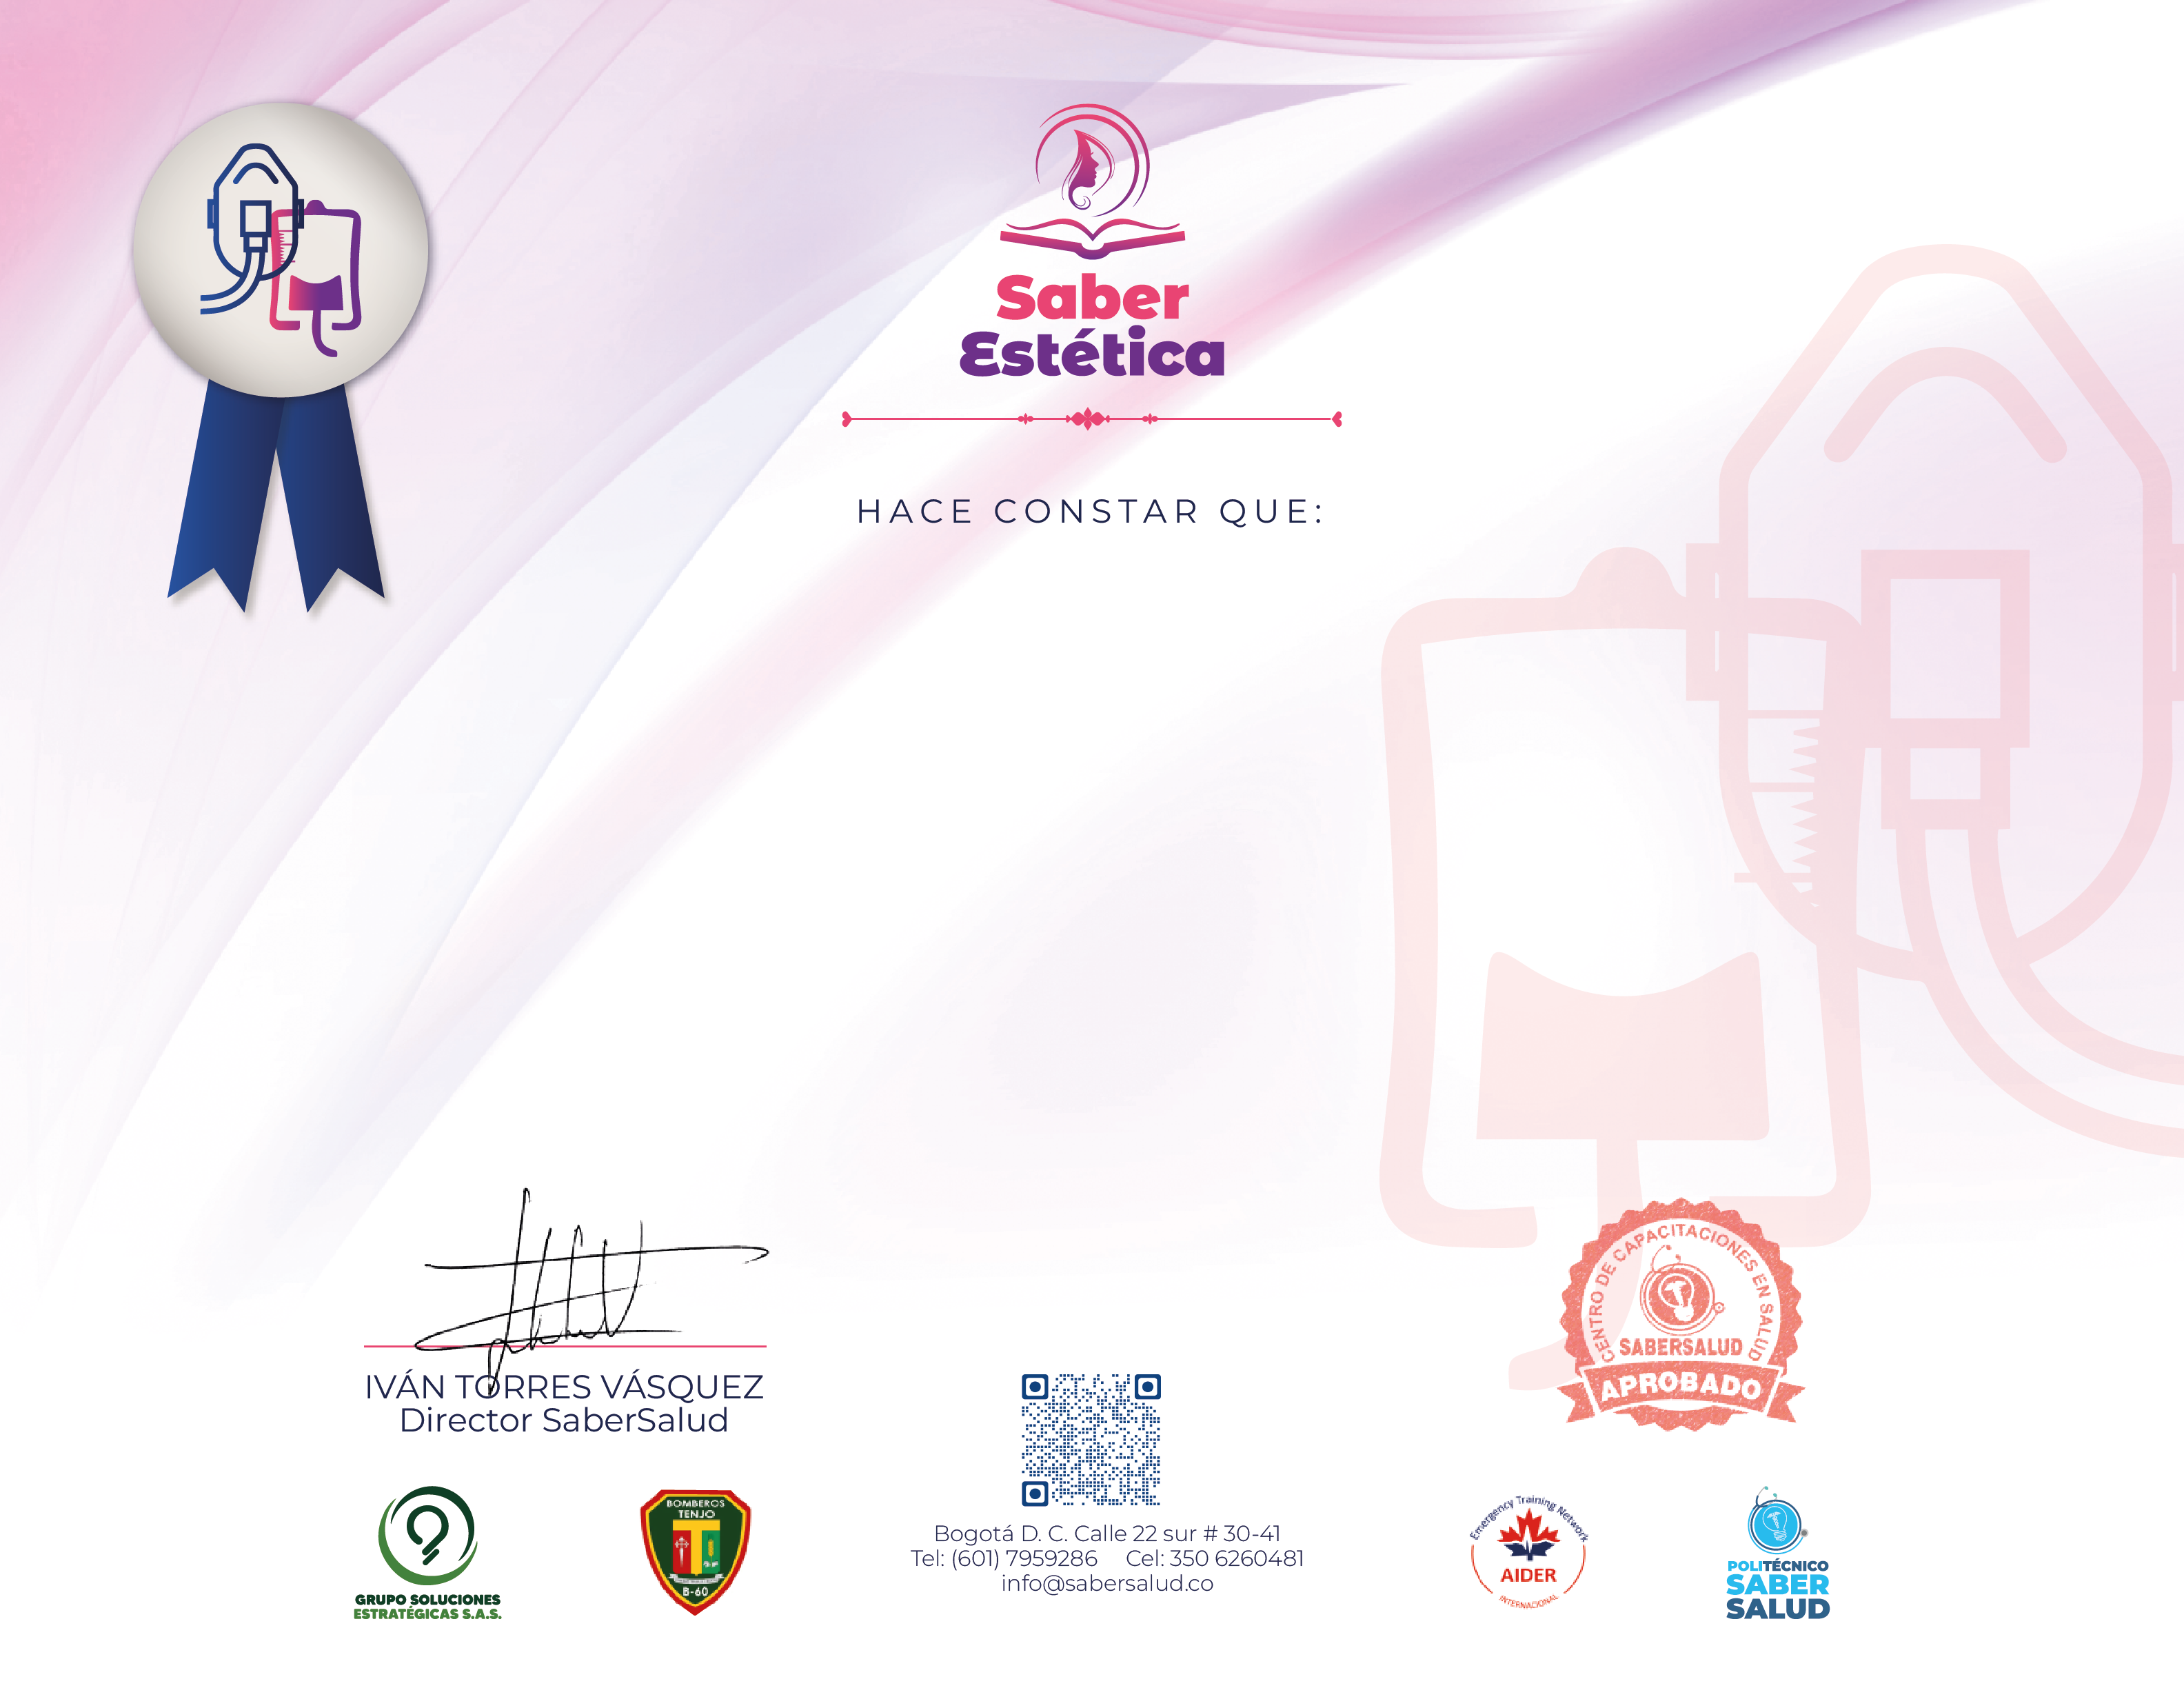 Saber
Estética
HACE CONSTAR QUE:
CENTRO DE CAPACITACIONES EN SALUD
SABERSALUD
APROBADO
IVÁN TORRES VÁSQUEZ
Director SaberSalud
GRUPO SOLUCIONES
ESTRATÉGICAS S.A.S.
BOMBEROS
TENJO
B-60
Bogotá D. C. Calle 22 sur # 30-41
Tel: (601) 7959286 Cel: 350 6260481
info@sabersalud.co
Emergency Training Network
AIDER
INTERNACIONAL
POLITÉCNICO
SABER
SALUD